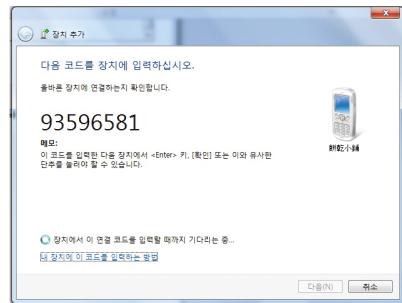 장치 추가
다음 코드를 장치에 입력하십시오.
올바른 장치에 연결하는지 확인합니다.
93596581
메모:
이 코드를 입력한 다음 장치에서 <Enter> 키, [확인] 또는 이와 유사한
단추를 눌러야 할 수 있습니다.
餠乾小鋪
장치에서 이 연결 코드를 입력할 때까지 기다리는 중...
내 장치에 이 코드를 입력하는 방법
다음(N)
취소